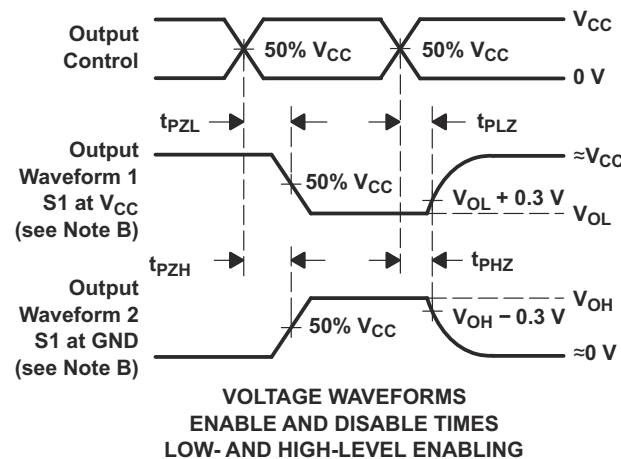 Output
Control
50% VCC
50% VCC
VCC
0 V
tPZL
tPLZ
Output
Waveform 1
S1 at VCC
(see Note B)
50% VCC
VOL + 0.3 V
≈VCC
VOL
tPZH
tPHZ
Output
Waveform 2
S1 at GND
(see Note B)
50% VCC
VOH − 0.3 V
VOH
≈0 V
VOLTAGE WAVEFORMS
ENABLE AND DISABLE TIMES
LOW- AND HIGH-LEVEL ENABLING